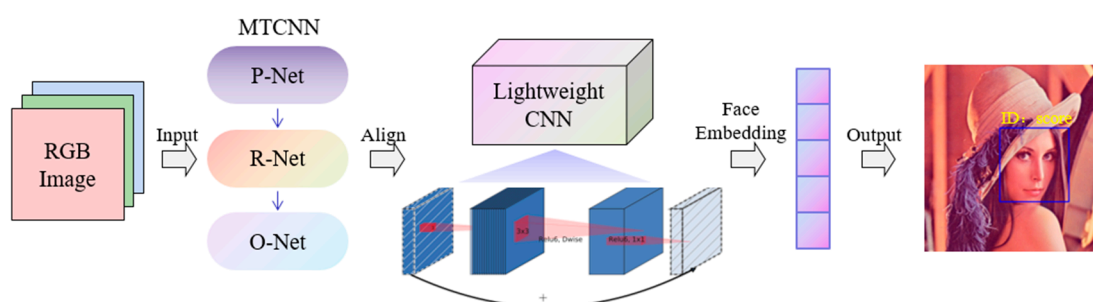 MTCNN
P-Net
R-Net
O-Net
RGB
Image
Input
Align
Lightweight
CNN
3x3
Relu6, Dwise
Relu6, 1x1
+
Face
Embedding
Output
ID: score